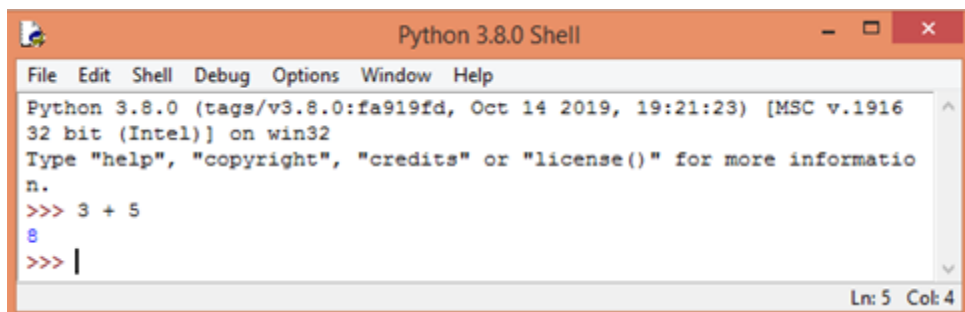 Python 3.8.0 Shell
File Edit Shell Debug Options Window Help
Python 3.8.0 (tags/v3.8.0:fa919fd, Oct 14 2019, 19:21:23) [MSC v.1916
32 bit (Intel)] on win32
Type "help", "copyright", "credits" or "license()" for more informatio
n.
>>> 3 + 5
8
>>>
Ln: 5 Col: 4